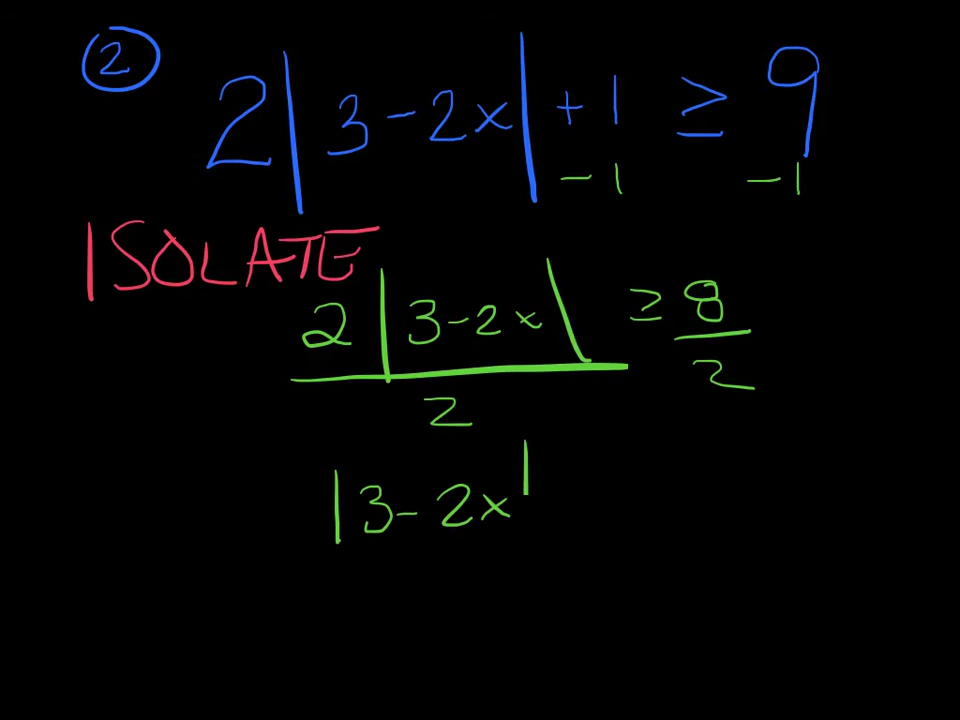 ② 2|3-2x|+1 ≥ 9
-1 -1
ISOLATE
2|3-2x| ≥ 8
2 2
|3-2x|